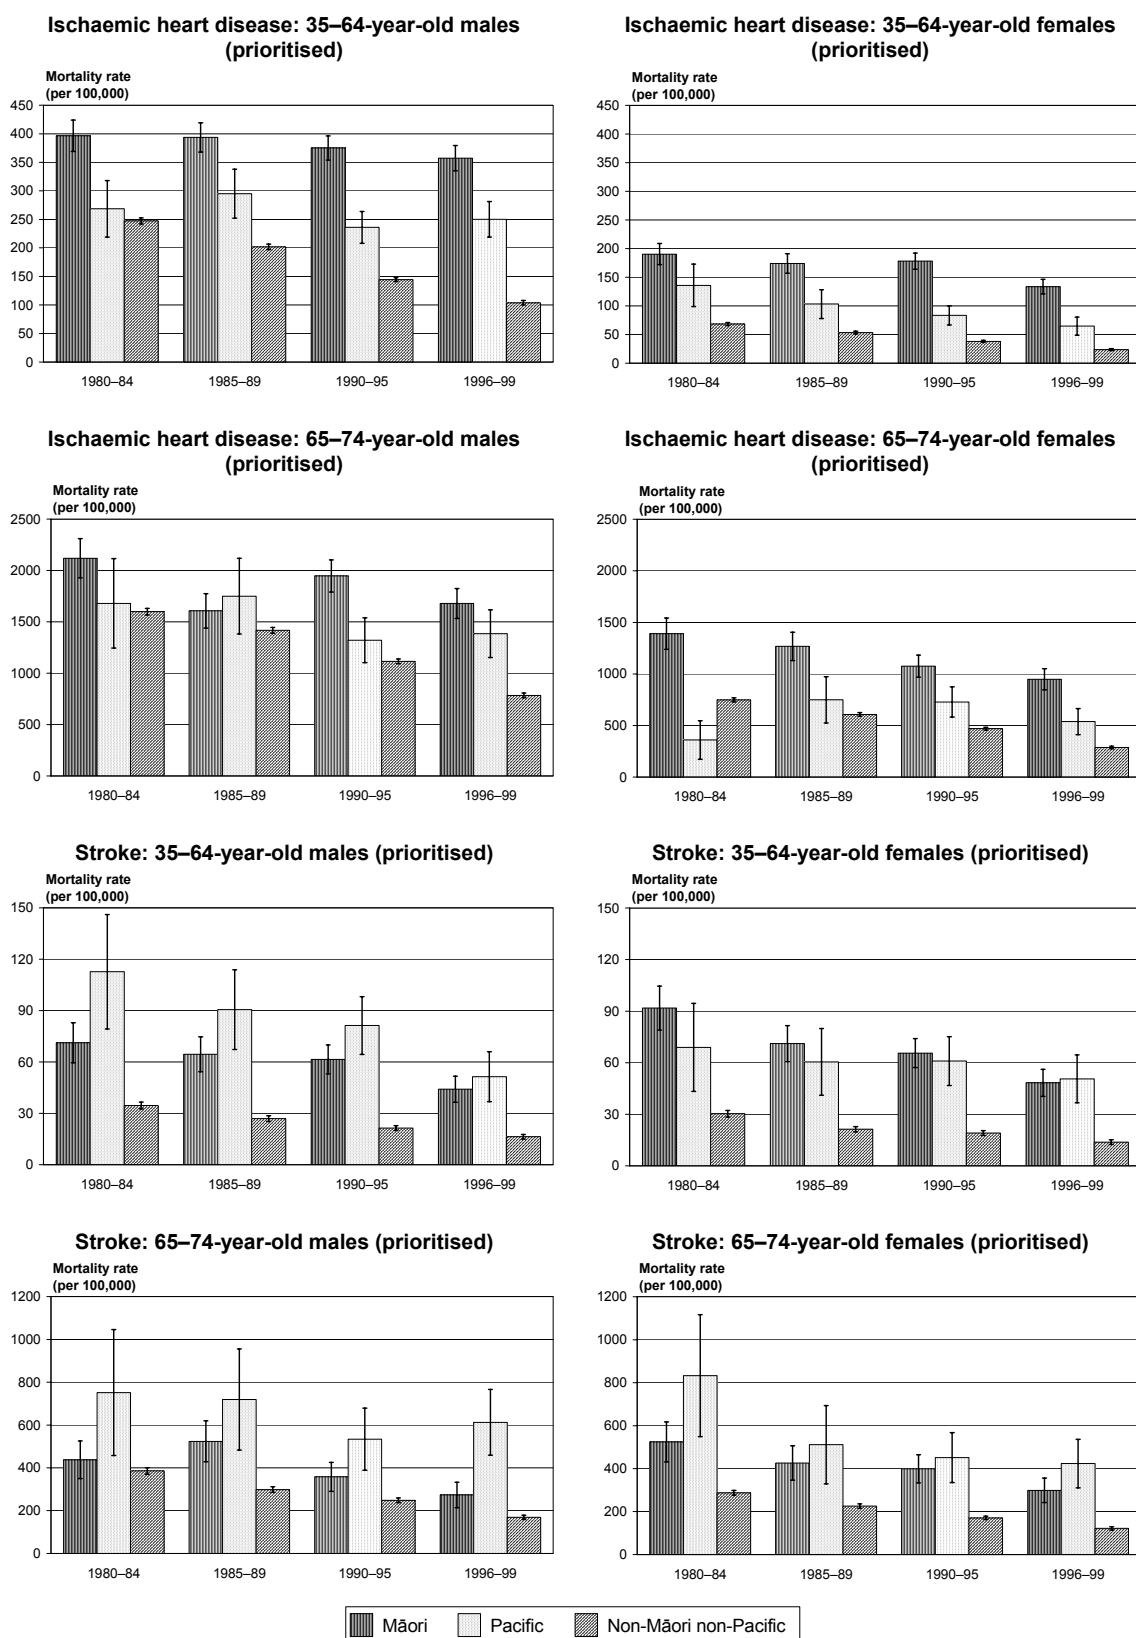 Ischaemic heart disease: 35–64-year-old males
(prioritised)
Mortality rate
(per 100,000)
450
400
350
300
250
200
150
100
50
0
1980–84 1985–89 1990–95 1996–99
Ischaemic heart disease: 35–64-year-old females
(prioritised)
Mortality rate
(per 100,000)
450
400
350
300
250
200
150
100
50
0
1980–84 1985–89 1990–95 1996–99
Ischaemic heart disease: 65–74-year-old males
(prioritised)
Mortality rate
(per 100,000)
2500
2000
1500
1000
500
0
1980–84 1985–89 1990–95 1996–99
Ischaemic heart disease: 65–74-year-old females
(prioritised)
Mortality rate
(per 100,000)
2500
2000
1500
1000
500
0
1980–84 1985–89 1990–95 1996–99
Stroke: 35–64-year-old males (prioritised)
Mortality rate
(per 100,000)
150
120
90
60
30
0
1980–84 1985–89 1990–95 1996–99
Stroke: 35–64-year-old females (prioritised)
Mortality rate
(per 100,000)
150
120
90
60
30
0
1980–84 1985–89 1990–95 1996–99
Stroke: 65–74-year-old males (prioritised)
Mortality rate
(per 100,000)
1200
1000
800
600
400
200
0
1980–84 1985–89 1990–95 1996–99
Stroke: 65–74-year-old females (prioritised)
Mortality rate
(per 100,000)
1200
1000
800
600
400
200
0
1980–84 1985–89 1990–95 1996–99
Māori Pacific Non-Māori non-Pacific